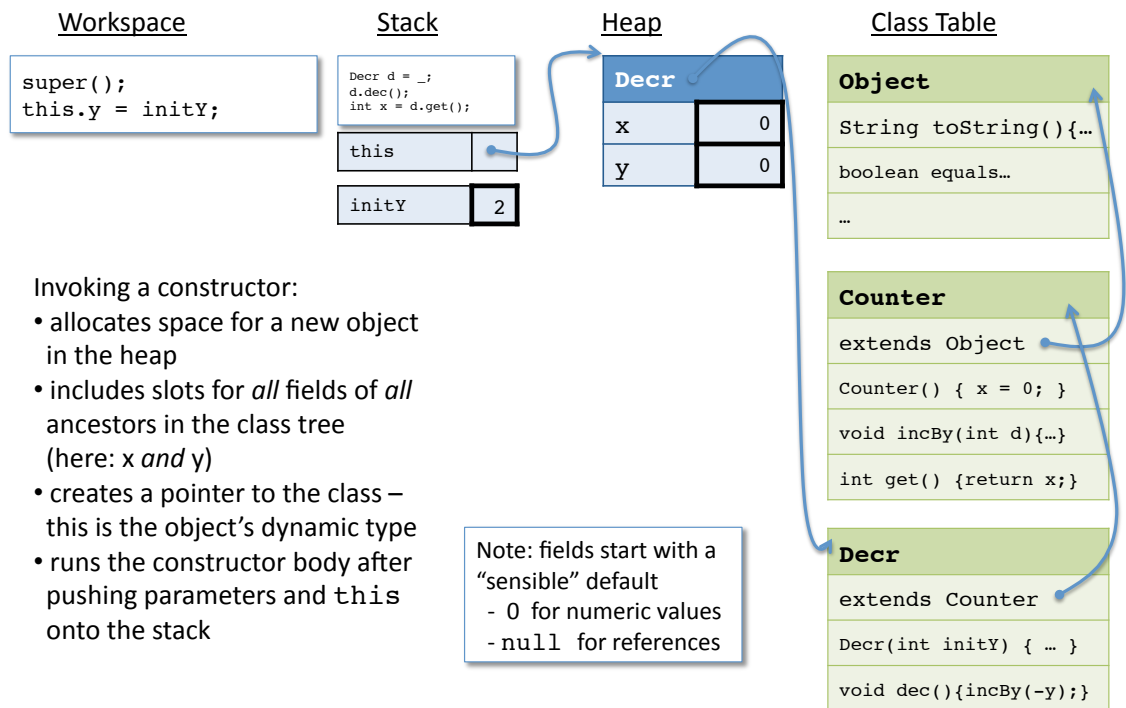 Workspace
Stack
Heap
Class Table
super();
this.y = initY;
Decr d = _;
d.dec();
int x = d.get();
this
initY 2
Decr
x 0
y 0
Object
String toString(){…
boolean equals…
…
Counter
extends Object
Counter() { x = 0; }
void incBy(int d){…}
int get() {return x;}
Decr
extends Counter
Decr(int initY) { … }
void dec(){incBy(-y);}
Invoking a constructor:
• allocates space for a new object
in the heap
• includes slots for all fields of all
ancestors in the class tree
(here: x and y)
• creates a pointer to the class –
this is the object's dynamic type
• runs the constructor body after
pushing parameters and this
onto the stack
Note: fields start with a
“sensible” default
- 0 for numeric values
- null for references